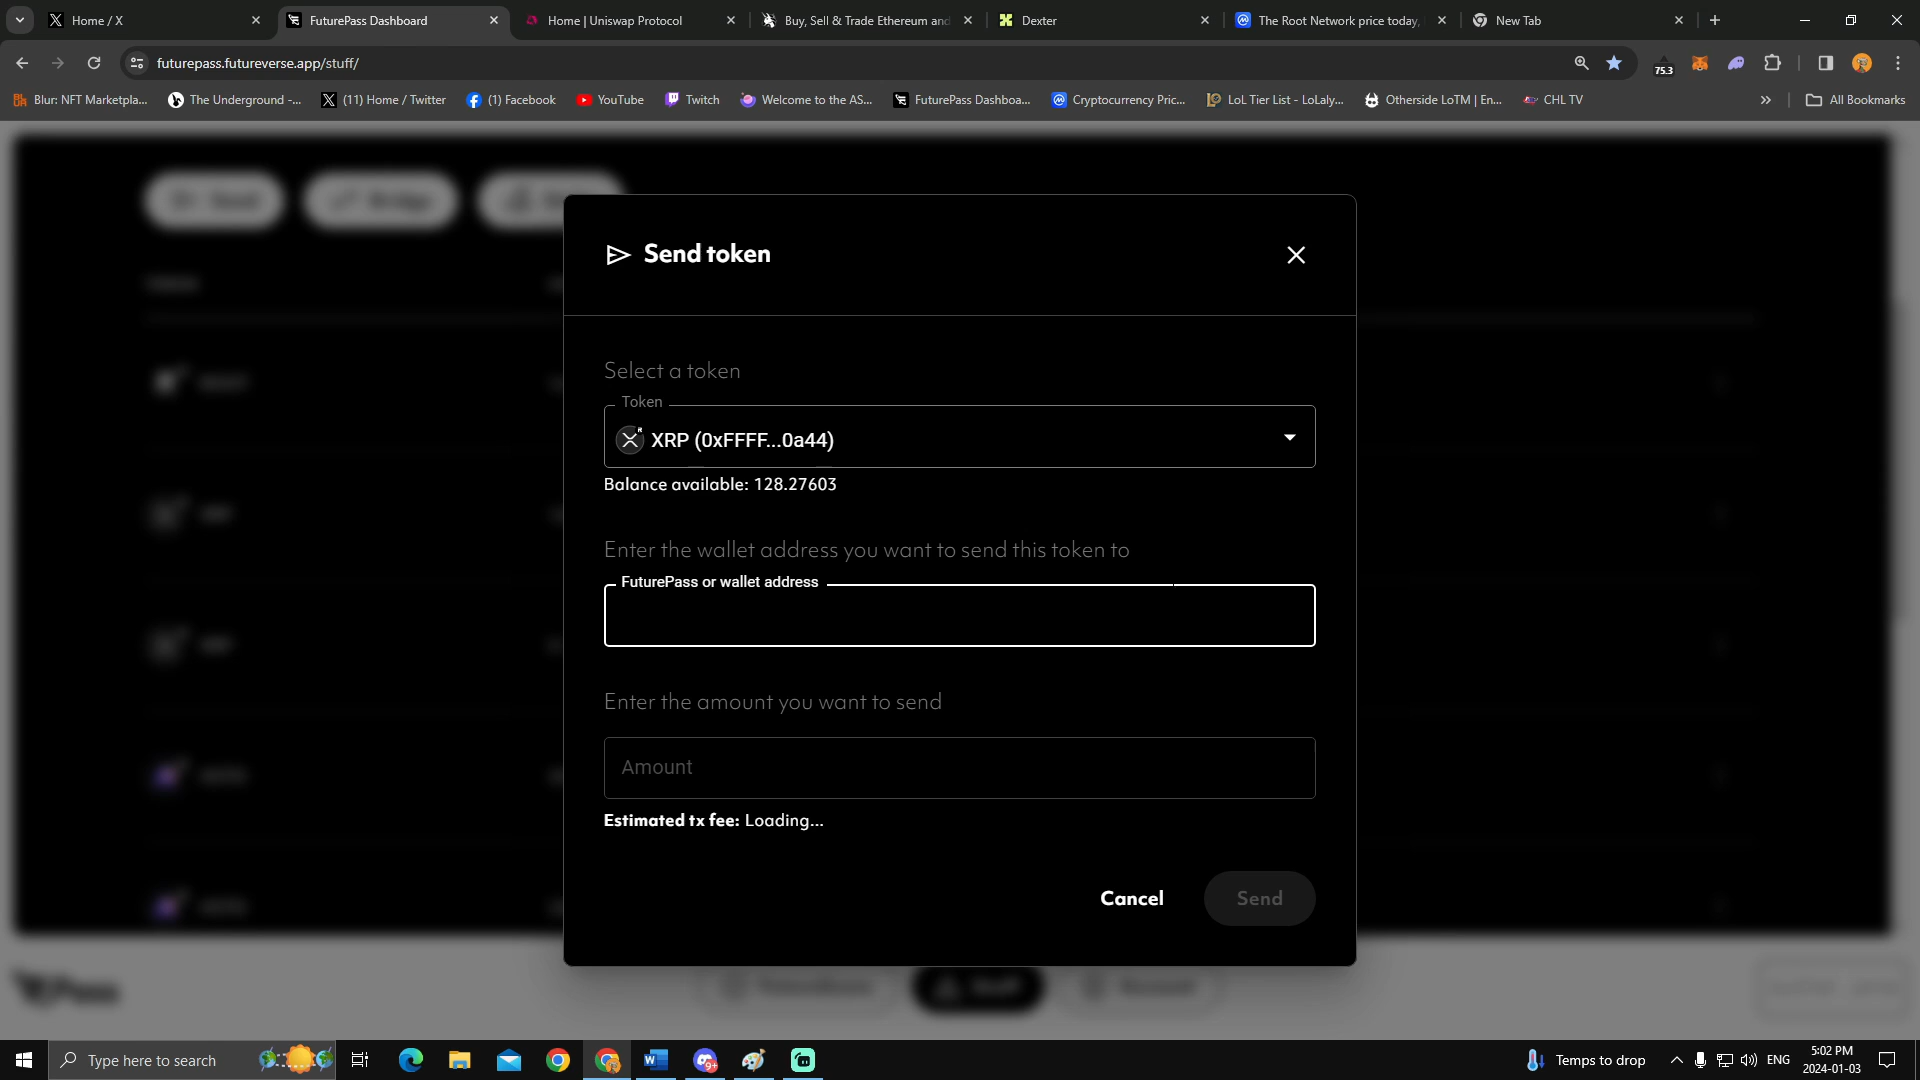 Home / X
FuturePass Dashboard
Home | Uniswap Protocol
Buy, Sell & Trade Ethereum and
Dexter
The Root Network price today,
New Tab
futurepass.futureverse.app/stuff/
75.3
Blur: NFT Marketpla...
The Underground -...
(11) Home / Twitter
(1) Facebook
YouTube
Twitch
Welcome to the AS...
FuturePass Dashboa...
Cryptocurrency Pric...
LoL Tier List - LoLaly...
Otherside LoTM | En...
CHL TV
»
All Bookmarks
Send token
Select a token
Token
XRP (0xFFFF...0a44)
Balance available: 128.27603
Enter the wallet address you want to send this token to
FuturePass or wallet address
Enter the amount you want to send
Amount
Estimated tx fee: Loading...
Cancel
Send
Type here to search
9+
Temps to drop
ENG
5:02 PM
2024-01-03